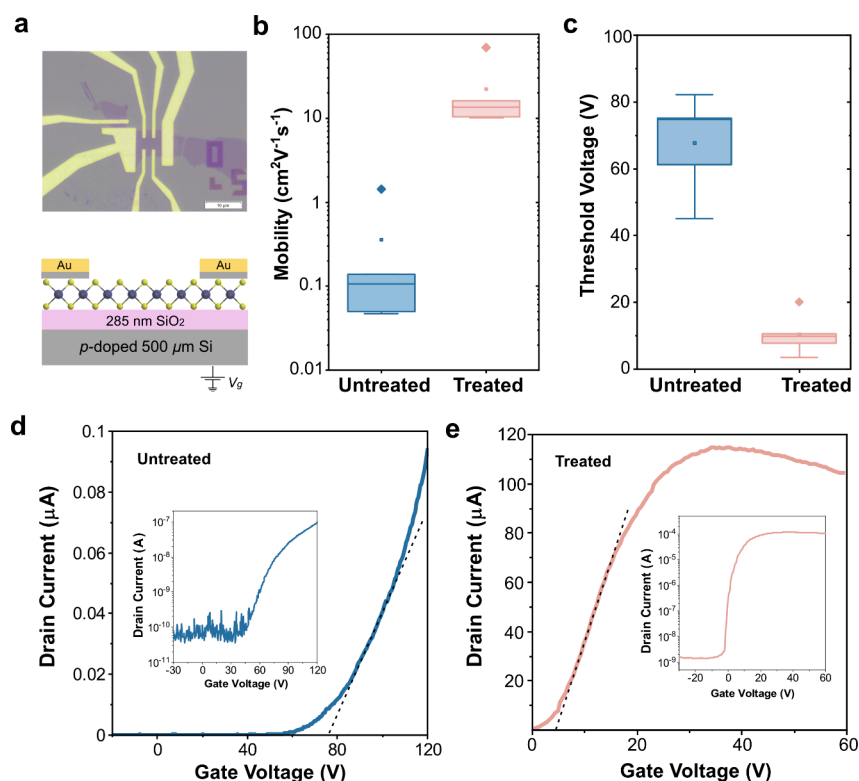 a
10 μm
Au Au
285 nm SiO₂
p-doped 500 μm Si
Vg
b
Mobility (cm²V⁻¹s⁻¹)
100
10
1
0.1
0.01
Untreated Treated
c
Threshold Voltage (V)
100
80
60
40
20
0
Untreated Treated
d
Drain Current (μA)
0.1
0.08
0.06
0.04
0.02
0
0 40 80 120
Gate Voltage (V)
Untreated
Drain Current (A)
10⁻⁷
10⁻⁸
10⁻⁹
10⁻¹⁰
10⁻¹¹
-30 0 30 60 90 120
Gate Voltage (V)
e
Drain Current (μA)
120
100
80
60
40
20
0 20 40 60
Gate Voltage (V)
Treated
Drain Current (A)
10⁻⁴
10⁻⁵
10⁻⁶
10⁻⁷
10⁻⁸
10⁻⁹
-20 0 20 40 60
Gate Voltage (V)